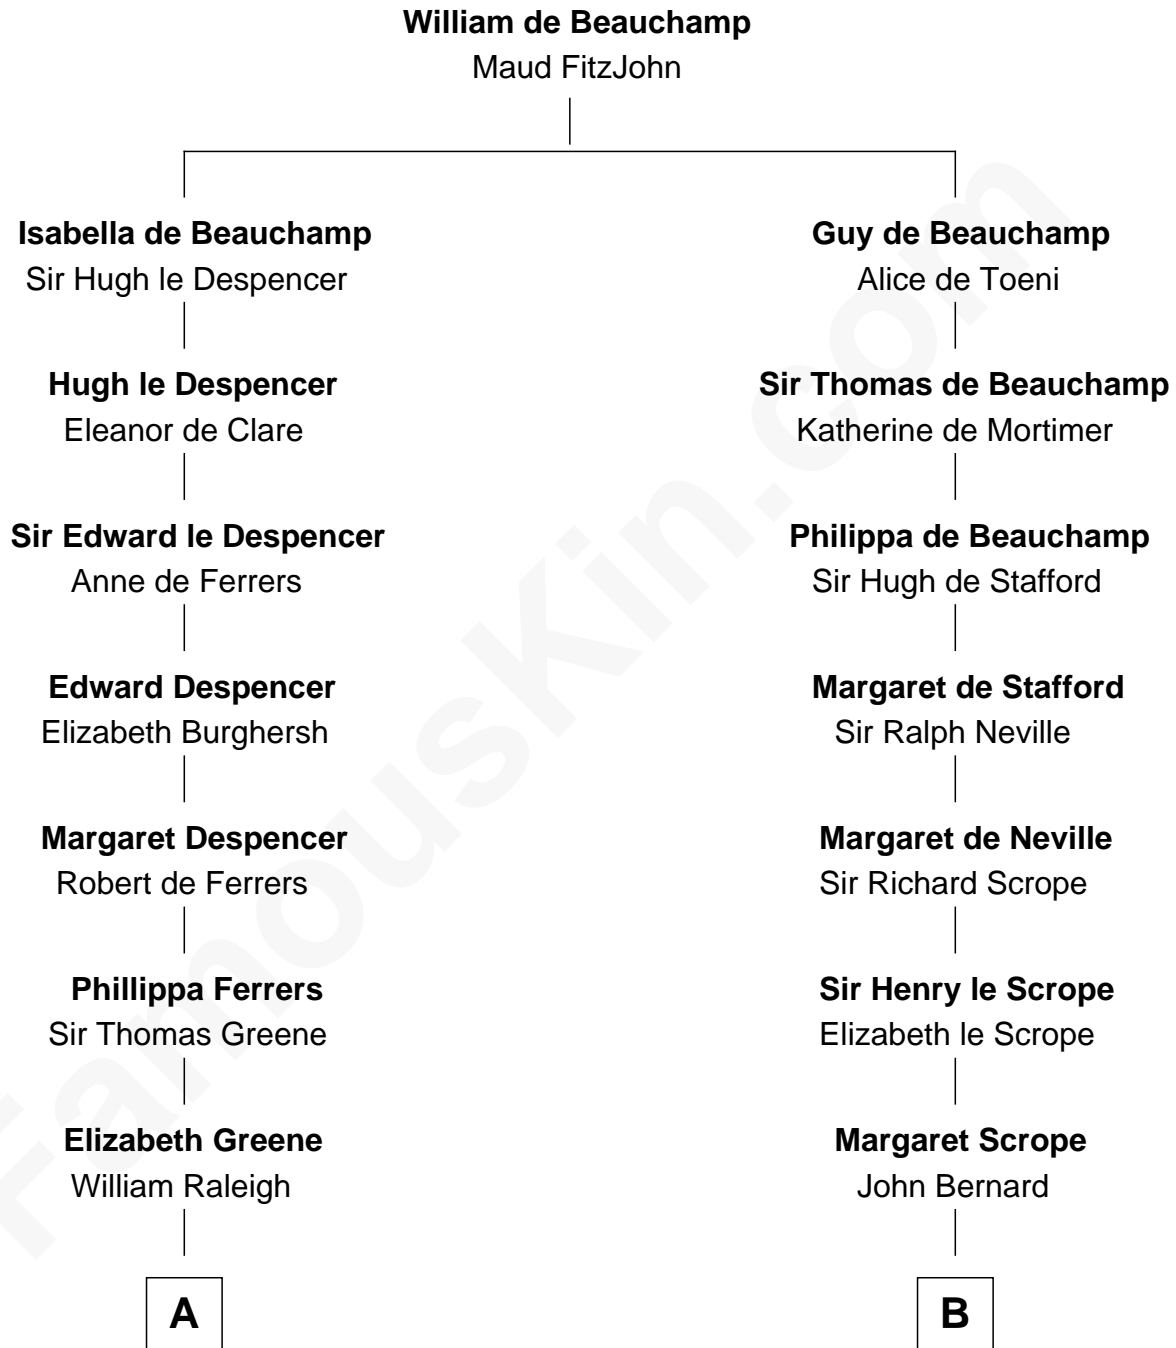 William de Beauchamp
Maud FitzJohn
Isabella de Beauchamp
Sir Hugh le Despencer
Guy de Beauchamp
Alice de Toeni
Hugh le Despencer
Eleanor de Clare
Sir Thomas de Beauchamp
Katherine de Mortimer
Sir Edward le Despencer
Anne de Ferrers
Philippa de Beauchamp
Sir Hugh de Stafford
Edward Despencer
Elizabeth Burghersh
Margaret de Stafford
Sir Ralph Neville
Margaret Despencer
Robert de Ferrers
Margaret de Neville
Sir Richard Scrope
Phillippa Ferrers
Sir Thomas Greene
Sir Henry le Scrope
Elizabeth le Scrope
Elizabeth Greene
William Raleigh
Margaret Scrope
John Bernard
A
B
FamousKin.com